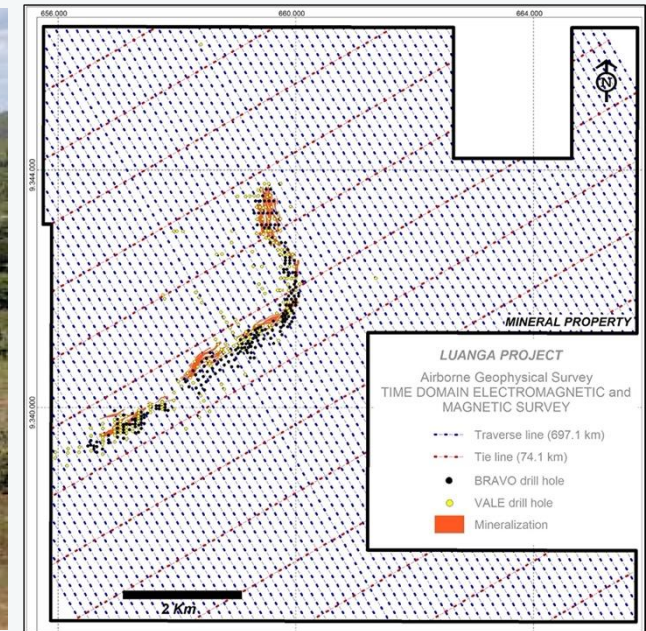 656.000
660.000
664.000
N
9.344.000
MINERAL PROPERTY
LUANGA PROJECT
Airborne Geophysical Survey
TIME DOMAIN ELECTROMAGNETIC and
MAGNETIC SURVEY
Traverse line (697.1 km)
Tie line (74.1 km)
BRAVO drill hole
VALE drill hole
Mineralization
9.340.000
2 Km